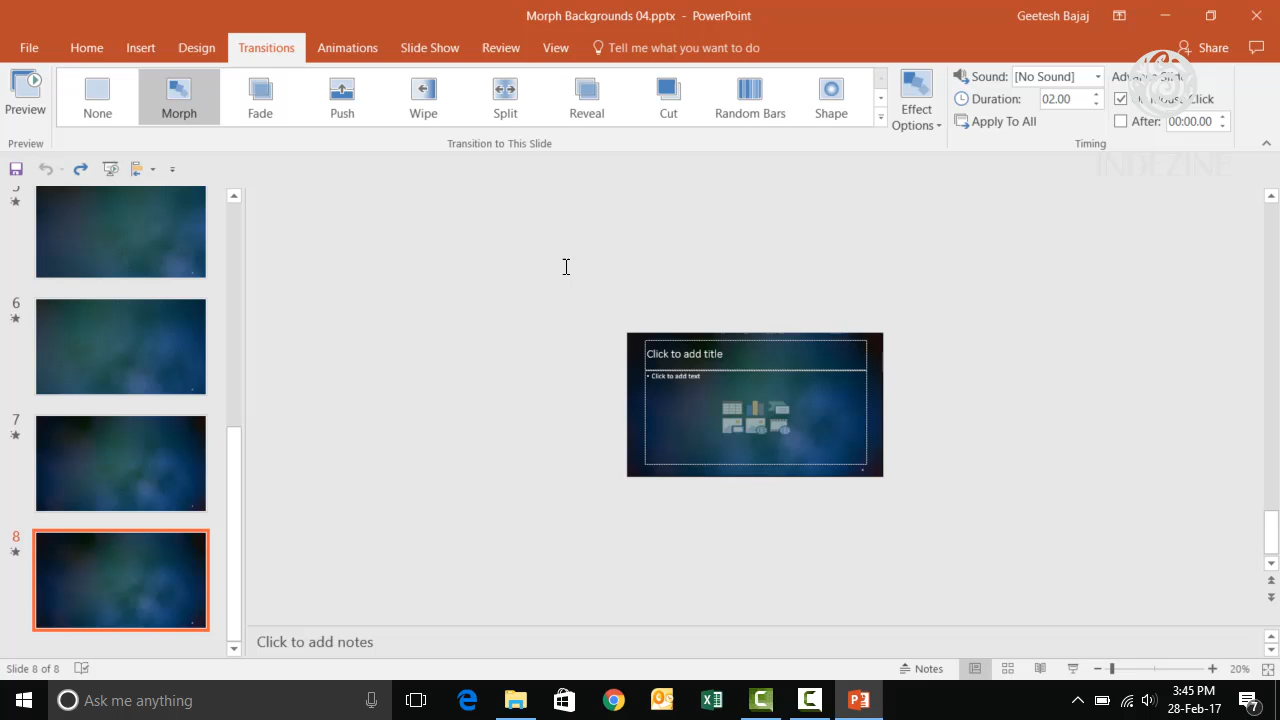 Morph Backgrounds 04.pptx - PowerPoint
Geetesh Bajaj
File Home Insert Design Transitions Animations Slide Show Review View Tell me what you want to do
Share
Preview
None Morph Fade Push Wipe Split Reveal Cut Random Bars Shape
Effect Options
Sound: [No Sound]
Duration: 02.00
Apply To All
Click
After: 00:00.00
Preview
Transition to This Slide
Timing
INDEZINE
5
6
7
8
Click to add title
• Click to add text
Click to add notes
Slide 8 of 8
Notes
20%
Ask me anything
3:45 PM
28-Feb-17
7